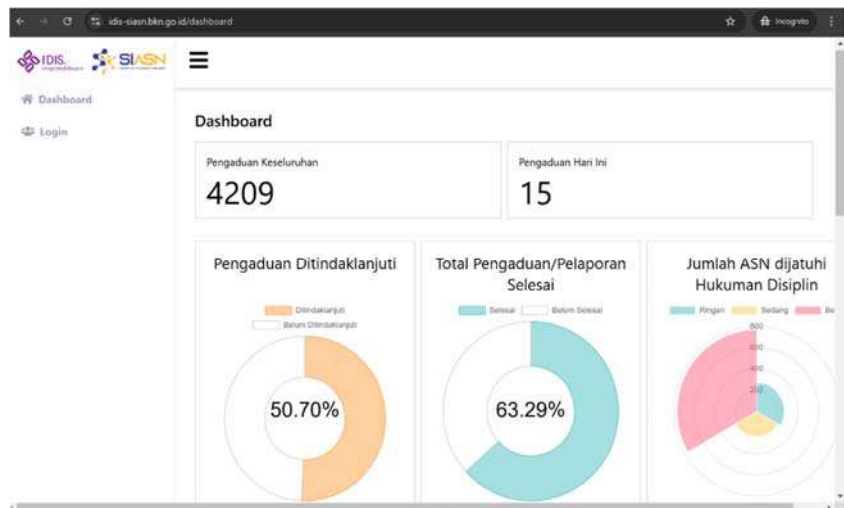 idis-siasn.bkn.go.id/dashboard
Incognito
IDIS.
SIASN
Dashboard
Login
Dashboard
Pengaduan Keseluruhan
4209
Pengaduan Hari Ini
15
Pengaduan Ditindaklanjuti
Ditindaklanjuti
Belum Ditindaklanjuti
50.70%
Total Pengaduan/Pelaporan
Selesai
Selesai
Belum Selesai
63.29%
Jumlah ASN dijatuhi
Hukuman Disiplin
Ringan
Sedang
Be
800
600
400
200